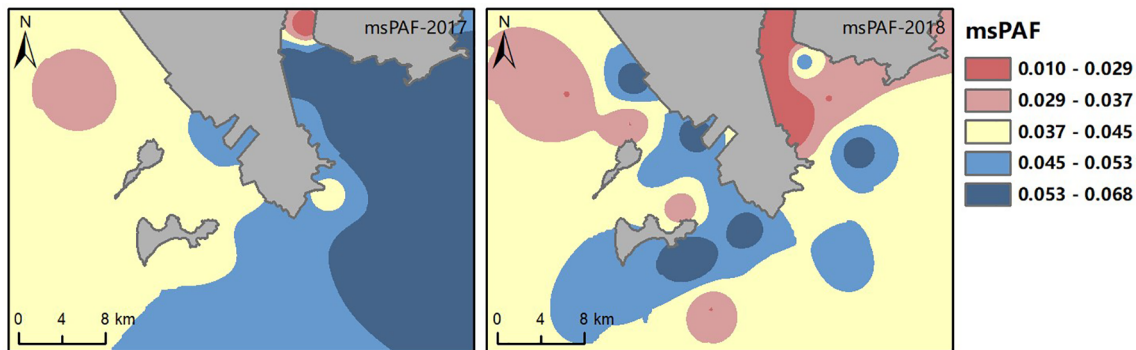 N
msPAF-2017
0 4 8 km
N
msPAF-2018
0 4 8 km
msPAF
0.010 - 0.029
0.029 - 0.037
0.037 - 0.045
0.045 - 0.053
0.053 - 0.068